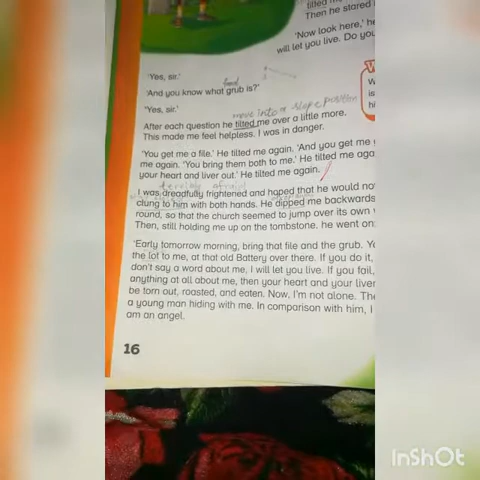 tilted
Then he stared
'Now look here,' he
will let you live. Do you
'Yes, sir.'
food
'And you know what grub is?'
'Yes, sir.'
move into a slope position
After each question he tilted me over a little more.
This made me feel helpless. I was in danger.
'You get me a file.' He tilted me again. 'And you get me
me again. 'You bring them both to me.' He tilted me aga
your heart and liver out.' He tilted me again.
afraid
I was dreadfully frightened and hoped that he would no
clung to him with both hands. He dipped me backwards
round, so that the church seemed to jump over its own
Then, still holding me up on the tombstone, he went on:
'Early tomorrow morning, bring that file and the grub. Yo
the lot to me, at that old Battery over there. If you do it,
don't say a word about me, I will let you live. If you fail,
anything at all about me, then your heart and your liver
be torn out, roasted, and eaten. Now, I'm not alone. The
a young man hiding with me. In comparison with him, I
am an angel.
16
InShOt